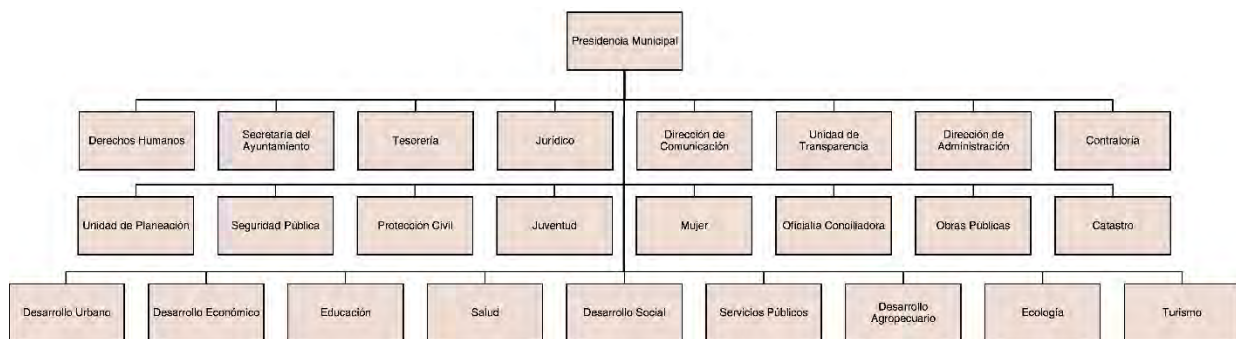 Presidencia Municipal
Derechos Humanos
Secretaría del
Ayuntamiento
Tesorería
Jurídico
Dirección de
Comunicación
Unidad de
Transparencia
Dirección de
Administración
Contraloría
Unidad de Planeación
Seguridad Pública
Protección Civil
Juventud
Mujer
Oficialía Conciliadora
Obras Públicas
Catastro
Desarrollo Urbano
Desarrollo Económico
Educación
Salud
Desarrollo Social
Servicios Públicos
Desarrollo
Agropecuario
Ecología
Turismo